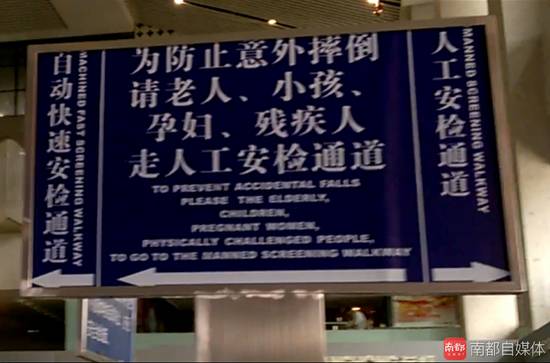 自动快速安检通道
MACHINED FAST SCREENING WALKWAY
为防止意外摔倒
请老人、小孩、
孕妇、残疾人
走人工安检通道
TO PREVENT ACCIDENTAL FALLS
PLEASE THE ELDERLY,
CHILDREN,
PREGNANT WOMEN,
PHYSICALLY CHALLENGED PEOPLE,
TO GO TO THE MANNED SCREENING WALKWAY
人工安检通道
MANNED SCREENING WALKWAY
南都
南都自媒体